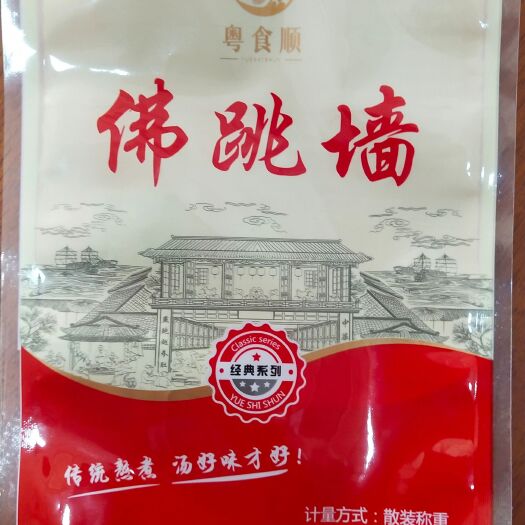 粤食顺
YUESHISHUN
佛跳墙
Classic series
经典系列
YUE SHI SHUN
传统熬煮 汤好味才好！
计量方式：散装称重